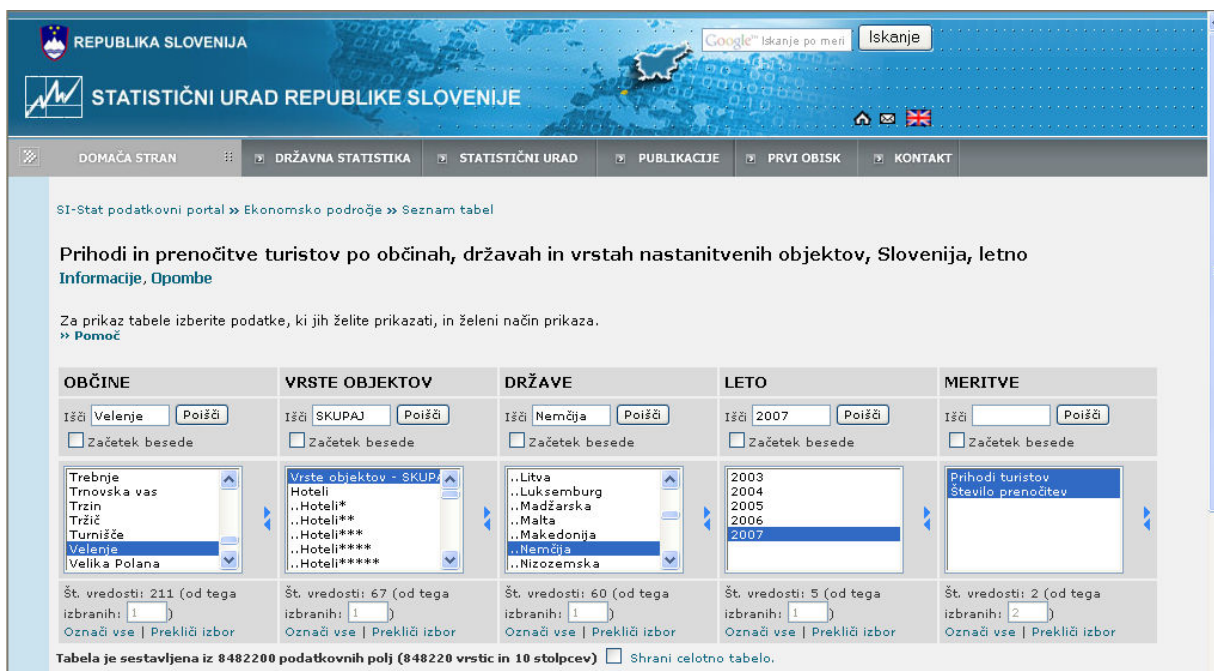 REPUBLIKA SLOVENIJA
Google™ Iskanje po meri Iskanje
STATISTIČNI URAD REPUBLIKE SLOVENIJE
DOMAČA STRAN DRŽAVNA STATISTIKA STATISTIČNI URAD PUBLIKACIJE PRVI OBISK KONTAKT
SI-Stat podatkovni portal » Ekonomsko področje » Seznam tabel
Prihodi in prenočitve turistov po občinah, državah in vrstah nastanitvenih objektov, Slovenija, letno
Informacije, Opombe
Za prikaz tabele izberite podatke, ki jih želite prikazati, in želeni način prikaza.
» Pomoč
OBČINE VRSTE OBJEKTOV DRŽAVE LETO MERITVE
Išči Velenje Poišči Išči SKUPAJ Poišči Išči Nemčija Poišči Išči 2007 Poišči Išči Poišči
Začetek besede Začetek besede Začetek besede Začetek besede Začetek besede
Trebnje Vrste objektov - SKUPA ..Litva 2003 Prihodi turistov
Trnovska vas Hoteli ..Luksemburg 2004 Število prenočitev
Trzin ..Hoteli* ..Madžarska 2005
Tržič ..Hoteli** ..Malta 2006
Turnišče ..Hoteli*** ..Makedonija 2007
Velenje ..Hoteli**** ..Nemčija
Velika Polana ..Hoteli***** ..Nizozemska
Št. vredosti: 211 (od tega Št. vredosti: 67 (od tega Št. vredosti: 60 (od tega Št. vredosti: 5 (od tega Št. vredosti: 2 (od tega
izbranih: 1 ) izbranih: 1 ) izbranih: 1 ) izbranih: 1 ) izbranih: 2 )
Označi vse | Prekliči izbor Označi vse | Prekliči izbor Označi vse | Prekliči izbor Označi vse | Prekliči izbor Označi vse | Prekliči izbor
Tabela je sestavljena iz 8482200 podatkovnih polj (848220 vrstic in 10 stolpcev) Shrani celotno tabelo.